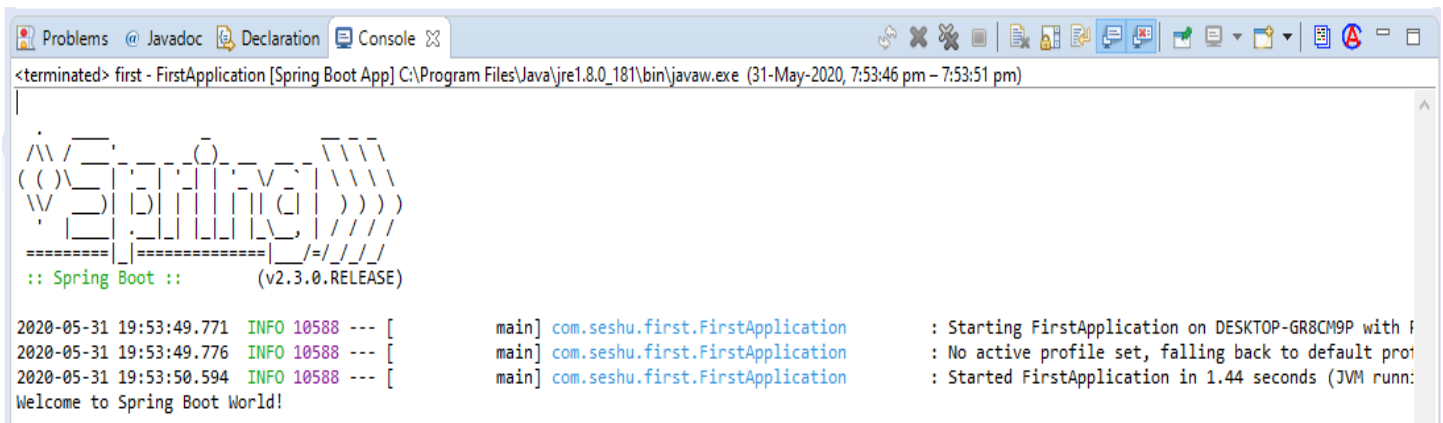 Problems @ Javadoc Declaration Console
<terminated> first - FirstApplication [Spring Boot App] C:\Program Files\Java\jre1.8.0_181\bin\javaw.exe (31-May-2020, 7:53:46 pm – 7:53:51 pm)
  .   ____          _            __ _ _
 /\\ / ___'_ __ _ _(_)_ __  __ _ \ \ \ \
( ( )\___ | '_ | '_| | '_ \/ _` | \ \ \ \
 \\/  ___)| |_)| | | | | || (_| |  ) ) ) )
  '  |____| .__|_| |_|_| |_\__, | / / / /
 =========|_|==============|___/=/_/_/_/
 :: Spring Boot ::        (v2.3.0.RELEASE)
2020-05-31 19:53:49.771  INFO 10588 --- [           main] com.seshu.first.FirstApplication         : Starting FirstApplication on DESKTOP-GR8CM9P with
2020-05-31 19:53:49.776  INFO 10588 --- [           main] com.seshu.first.FirstApplication         : No active profile set, falling back to default
2020-05-31 19:53:50.594  INFO 10588 --- [           main] com.seshu.first.FirstApplication         : Started FirstApplication in 1.44 seconds (JVM
Welcome to Spring Boot World!